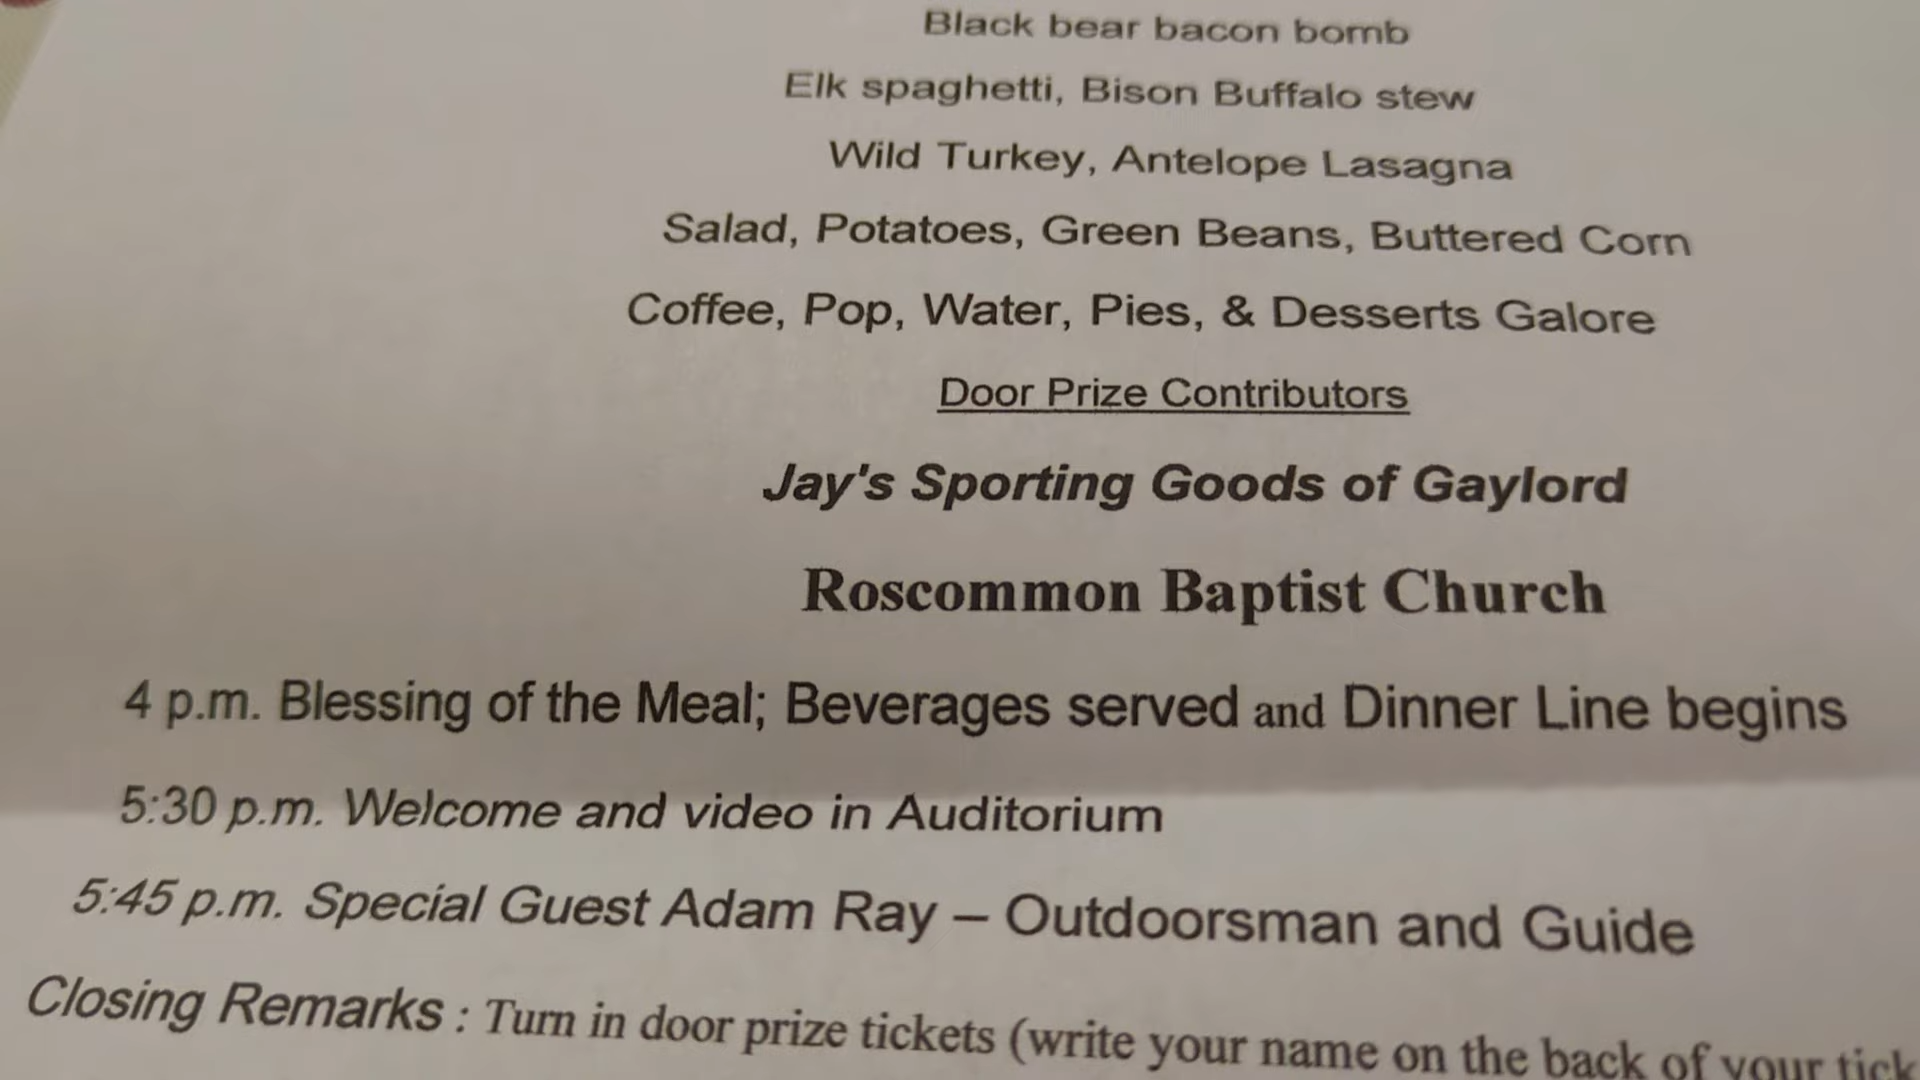 Black bear bacon bomb
Elk spaghetti, Bison Buffalo stew
Wild Turkey, Antelope Lasagna
Salad, Potatoes, Green Beans, Buttered Corn
Coffee, Pop, Water, Pies, & Desserts Galore
Door Prize Contributors
Jay's Sporting Goods of Gaylord
Roscommon Baptist Church
4 p.m. Blessing of the Meal; Beverages served and Dinner Line begins
5:30 p.m. Welcome and video in Auditorium
5:45 p.m. Special Guest Adam Ray – Outdoorsman and Guide
Closing Remarks : Turn in door prize tickets (write your name on the back of your